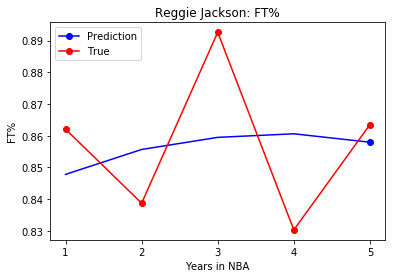 Reggie Jackson: FT%
Prediction
True
FT%
0.89
0.88
0.87
0.86
0.85
0.84
0.83
1 2 3 4 5
Years in NBA